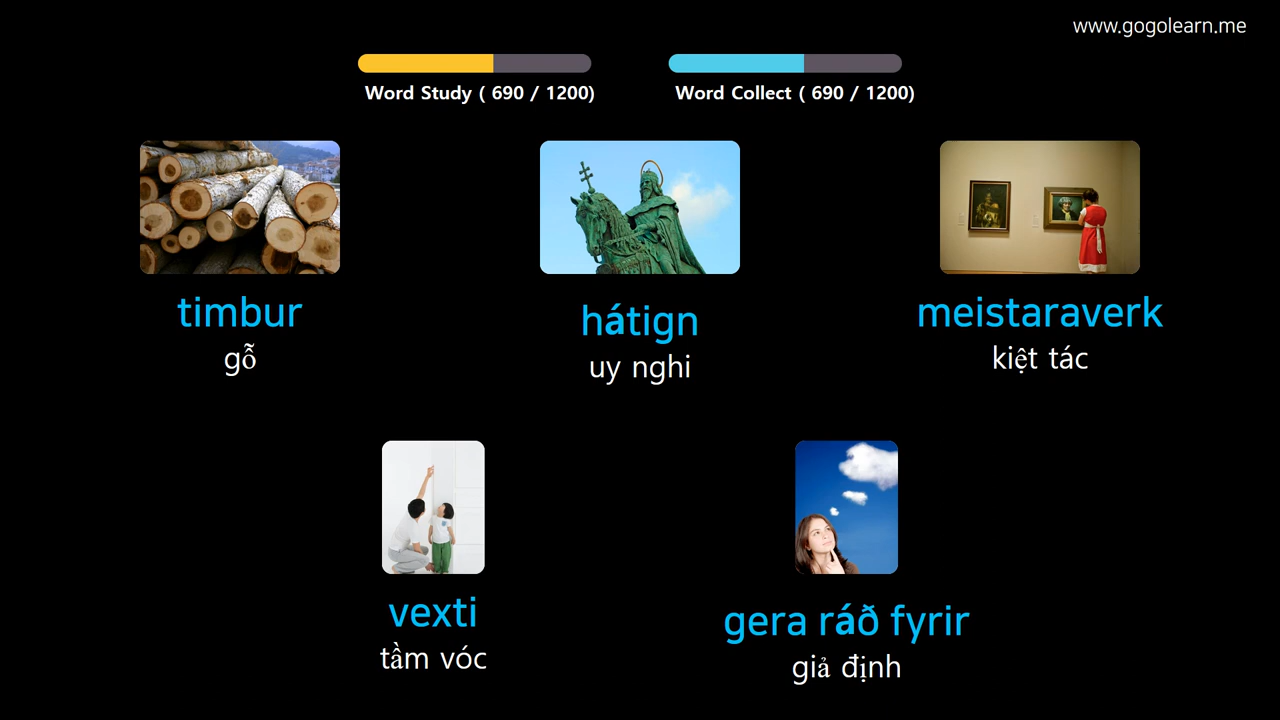 www.gogolearn.me
Word Study ( 690 / 1200)
Word Collect ( 690 / 1200)
timbur
gỗ
hátign
uy nghi
meistaraverk
kiệt tác
vexti
tầm vóc
gera ráð fyrir
giả định